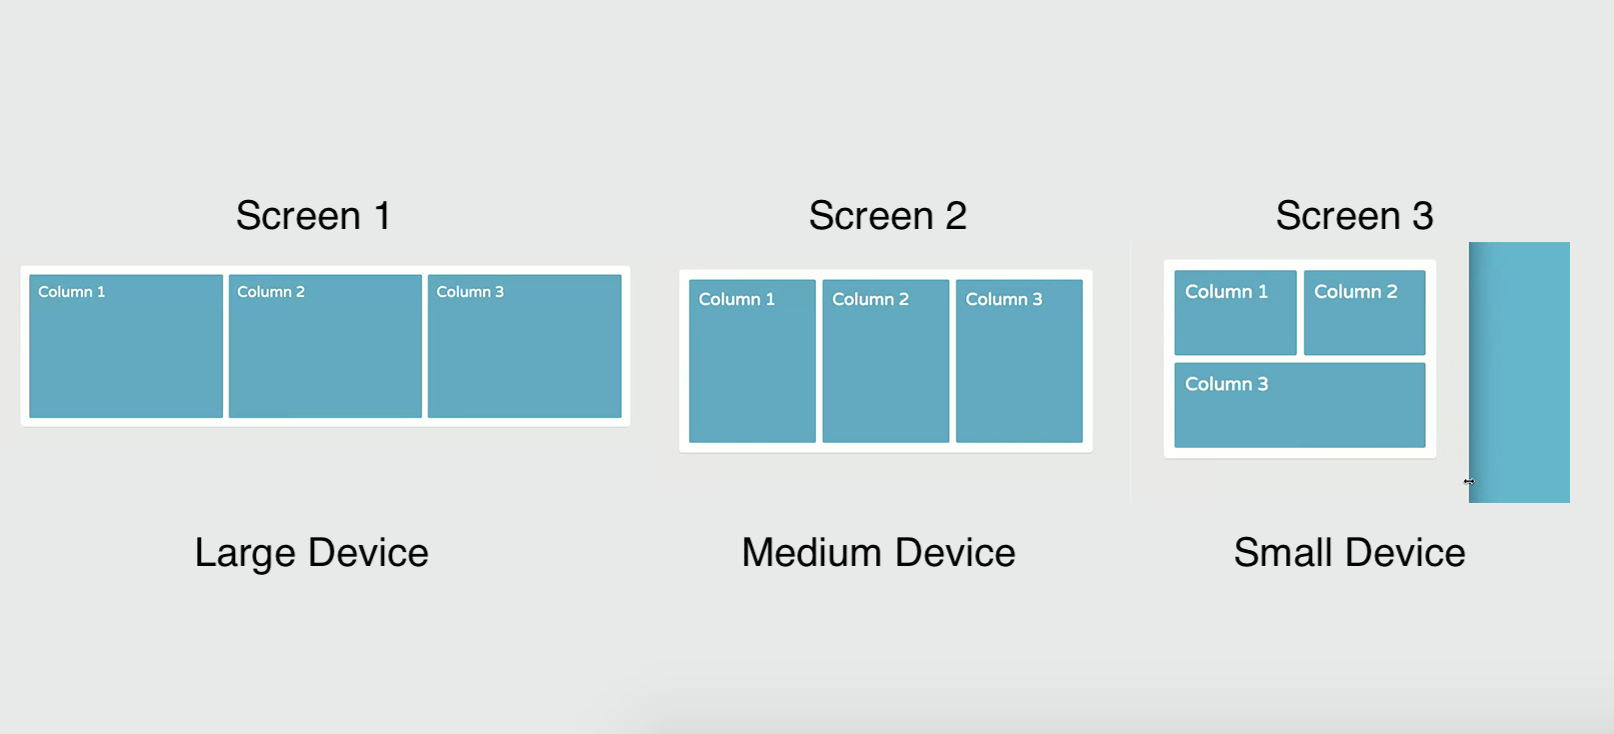 Screen 1
Screen 2
Screen 3
Column 1
Column 2
Column 3
Column 1
Column 2
Column 3
Column 1
Column 2
Column 3
Large Device
Medium Device
Small Device